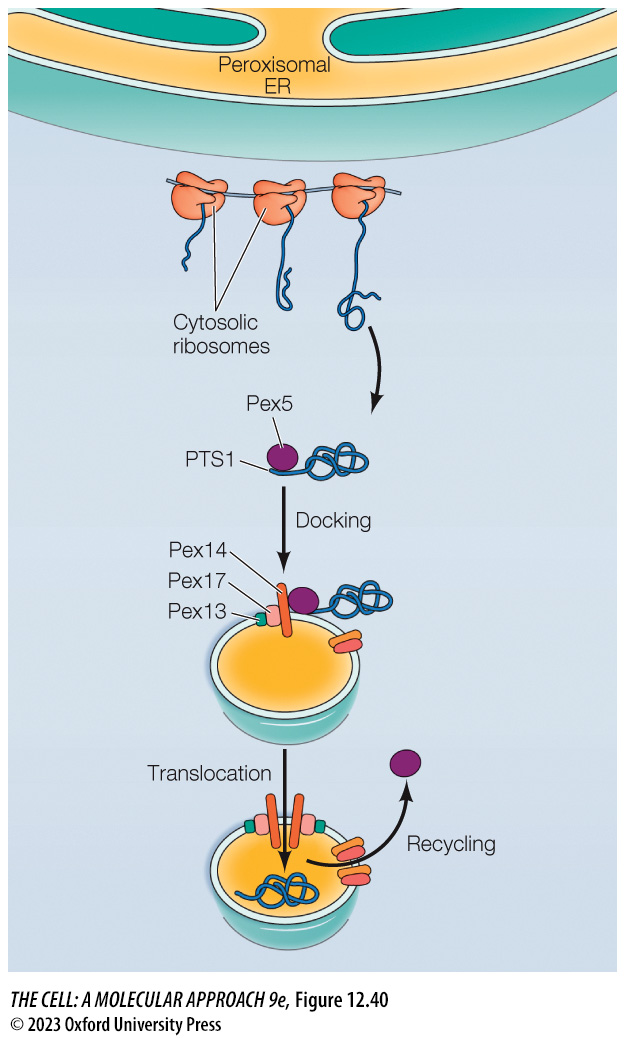 Peroxisomal
ER
Cytosolic
ribosomes
Pex5
PTS1
Docking
Pex14
Pex17
Pex13
Translocation
Recycling
THE CELL: A MOLECULAR APPROACH 9e, Figure 12.40
© 2023 Oxford University Press